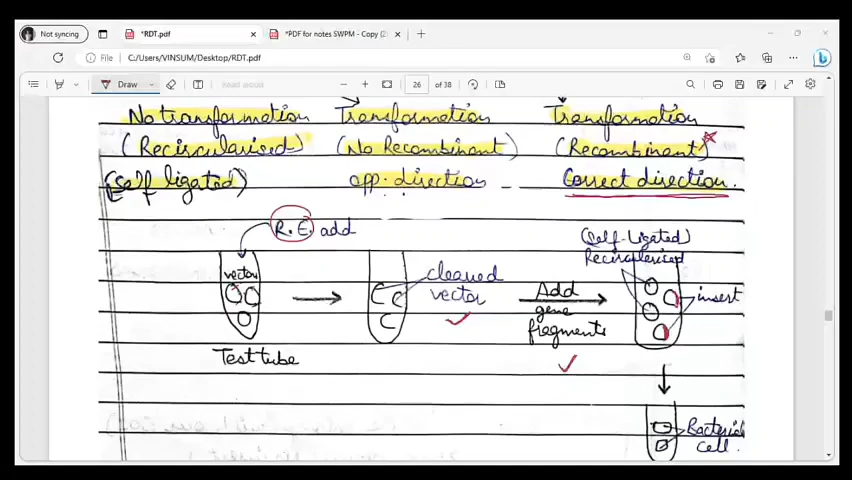 Not syncing
*RDT.pdf
*PDF for notes SWPM - Copy (2
File
C:/Users/VINSUM/Desktop/RDT.pdf
Draw
26 of 38
No transformation Transformation Transformation
(Recircularised) (No Recombinant) (Recombinant)
(self ligated) opp. direction Correct direction.
R.E. add
(Self-Ligated)
Recircularised
vector
cleaved
vector
Add
gene
fragments
insert
Test tube
Bacterial
cell.